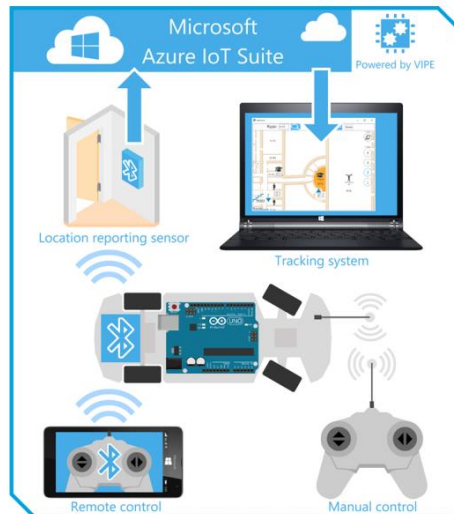 Microsoft
Azure IoT Suite
Powered by VIPE
Location reporting sensor
Tracking system
UNO
Remote control
Manual control